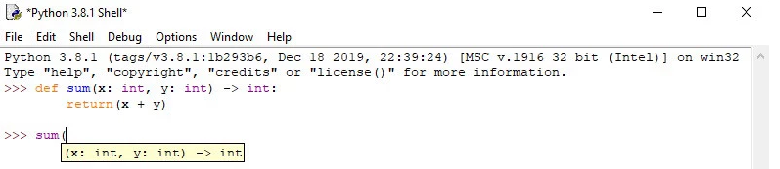 *Python 3.8.1 Shell*
File Edit Shell Debug Options Window Help
Python 3.8.1 (tags/v3.8.1:1b293b6, Dec 18 2019, 22:39:24) [MSC v.1916 32 bit (Intel)] on win32
Type "help", "copyright", "credits" or "license()" for more information.
>>> def sum(x: int, y: int) -> int:
        return(x + y)
>>> sum(
(x: int, y: int) -> int